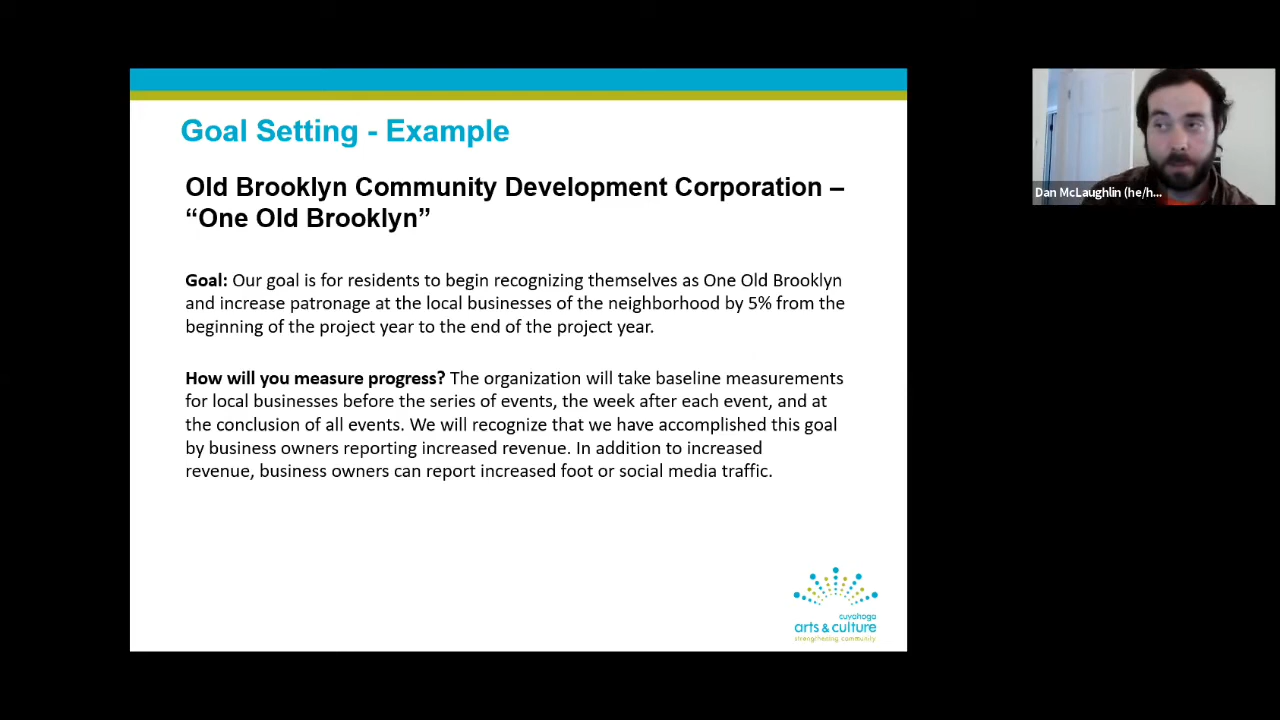 Goal Setting - Example
Old Brooklyn Community Development Corporation –
“One Old Brooklyn”
Goal: Our goal is for residents to begin recognizing themselves as One Old Brooklyn
and increase patronage at the local businesses of the neighborhood by 5% from the
beginning of the project year to the end of the project year.
How will you measure progress? The organization will take baseline measurements
for local businesses before the series of events, the week after each event, and at
the conclusion of all events. We will recognize that we have accomplished this goal
by business owners reporting increased revenue. In addition to increased
revenue, business owners can report increased foot or social media traffic.
cuyahoga
arts & culture
strengthening community
Dan McLaughlin (he/h...